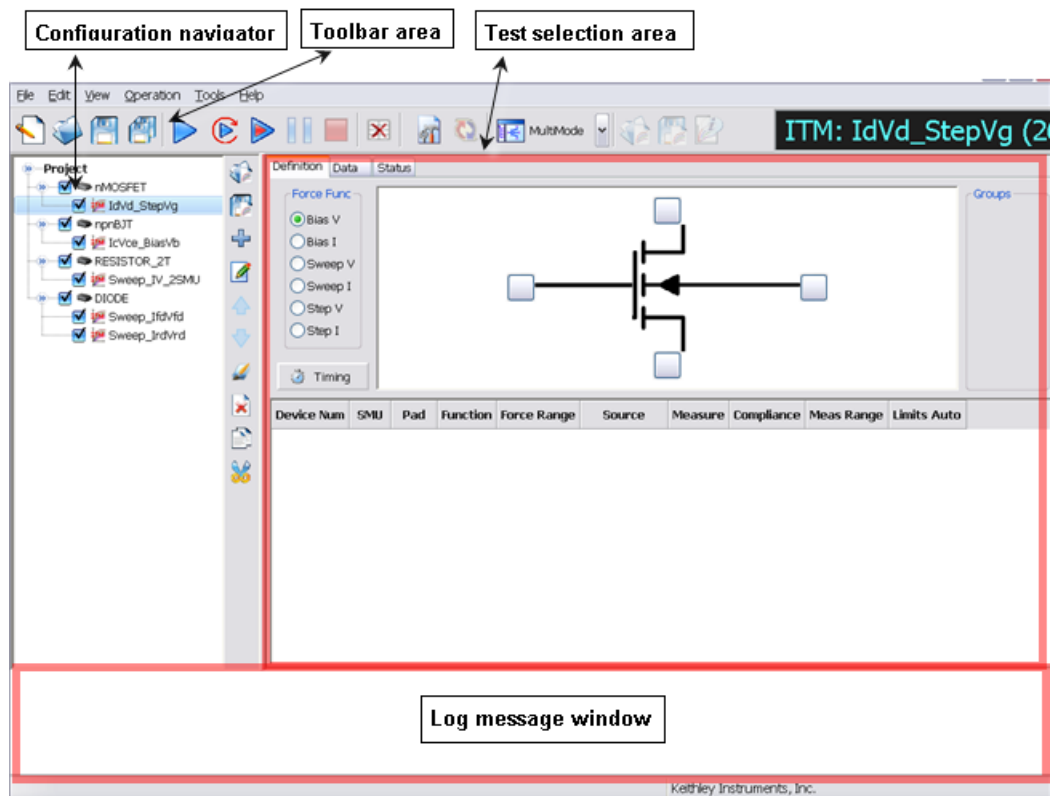 Configuration navigator
Toolbar area
Test selection area
File Edit View Operation Tools Help
MultiMode
ITM: IdVd_StepVg (20
Project
nMOSFET
IdVd_StepVg
npnBJT
IcVce_BiasVb
RESISTOR_2T
Sweep_IV_2SMU
DIODE
Sweep_IfdVfd
Sweep_IrdVrd
Definition Data Status
Force Func
Bias V
Bias I
Sweep V
Sweep I
Step V
Step I
Timing
Groups
Device Num SMU Pad Function Force Range Source Measure Compliance Meas Range Limits Auto
Log message window
Keithley Instruments, Inc.